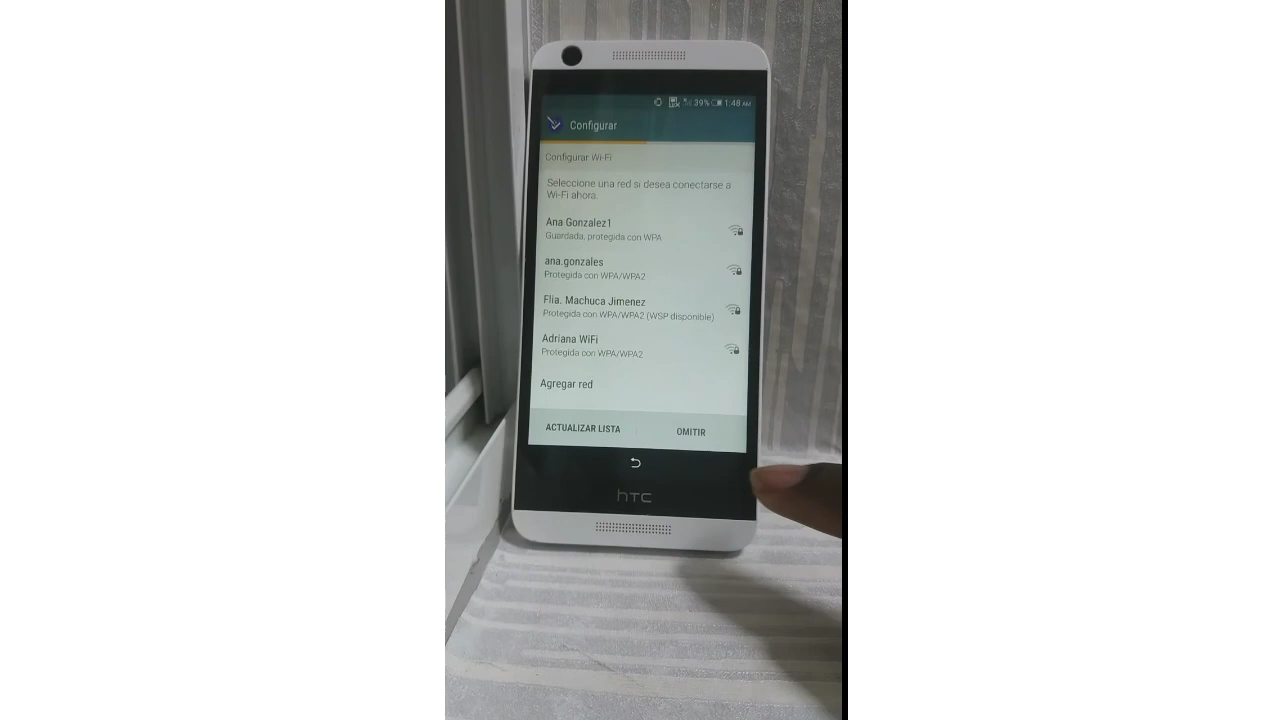 39% 1:48 AM
Configurar
Configurar Wi-Fi
Seleccione una red si desea conectarse a
Wi-Fi ahora.
Ana Gonzalez1
Guardada, protegida con WPA
ana.gonzales
Protegida con WPA/WPA2
Flia. Machuca Jimenez
Protegida con WPA/WPA2 (WSP disponible)
Adriana WiFi
Protegida con WPA/WPA2
Agregar red
ACTUALIZAR LISTA OMITIR
hTC